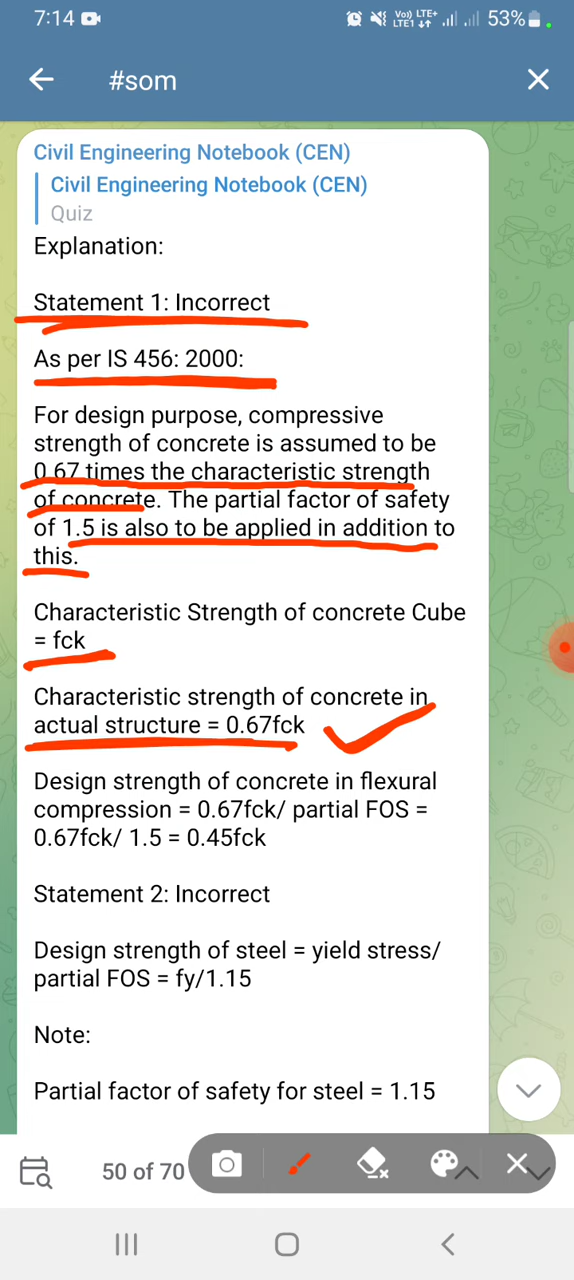 7:14
Vo) LTE+
LTE1
53%
#som
Civil Engineering Notebook (CEN)
Civil Engineering Notebook (CEN)
Quiz
Explanation:
Statement 1: Incorrect
As per IS 456: 2000:
For design purpose, compressive
strength of concrete is assumed to be
0.67 times the characteristic strength
of concrete. The partial factor of safety
of 1.5 is also to be applied in addition to
this.
Characteristic Strength of concrete Cube
= fck
Characteristic strength of concrete in
actual structure = 0.67fck
Design strength of concrete in flexural
compression = 0.67fck/ partial FOS =
0.67fck/ 1.5 = 0.45fck
Statement 2: Incorrect
Design strength of steel = yield stress/
partial FOS = fy/1.15
Note:
Partial factor of safety for steel = 1.15
50 of 70